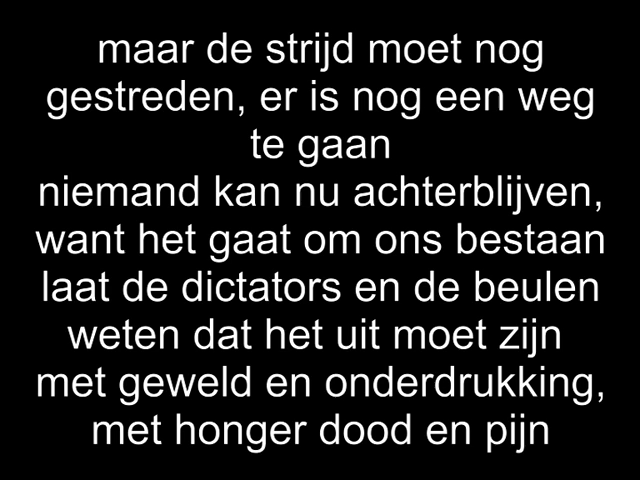 maar de strijd moet nog
gestreden, er is nog een weg
te gaan
niemand kan nu achterblijven,
want het gaat om ons bestaan
laat de dictators en de beulen
weten dat het uit moet zijn
met geweld en onderdrukking,
met honger dood en pijn